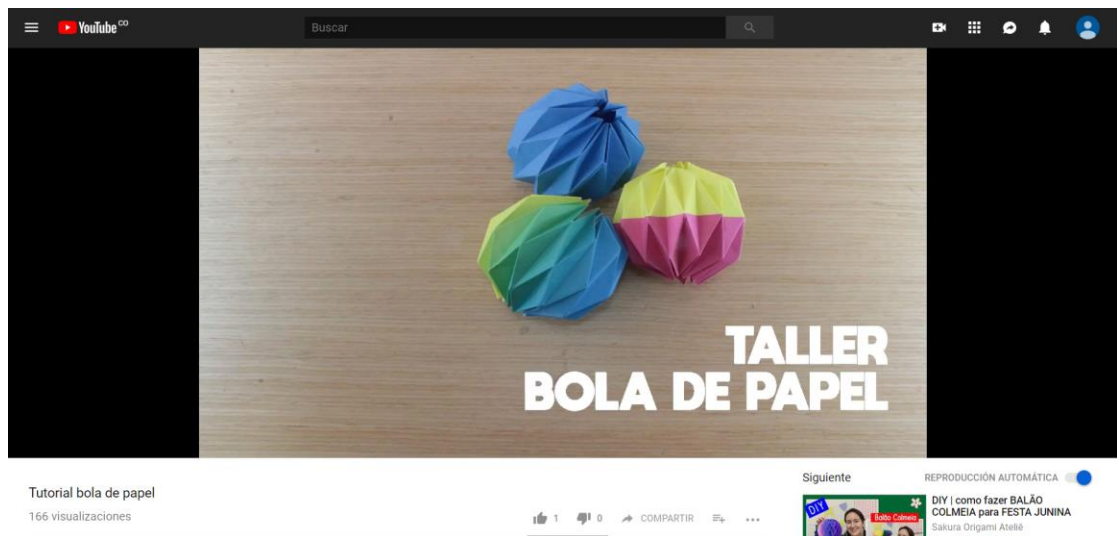 YouTube CO
Buscar
TALLER
BOLA DE PAPEL
Tutorial bola de papel
166 visualizaciones
1 0 COMPARTIR
Siguiente REPRODUCCIÓN AUTOMÁTICA
DIY
Balão Colmeia
DIY | como fazer BALÃO
COLMEIA para FESTA JUNINA
Sakura Origami Ateliê